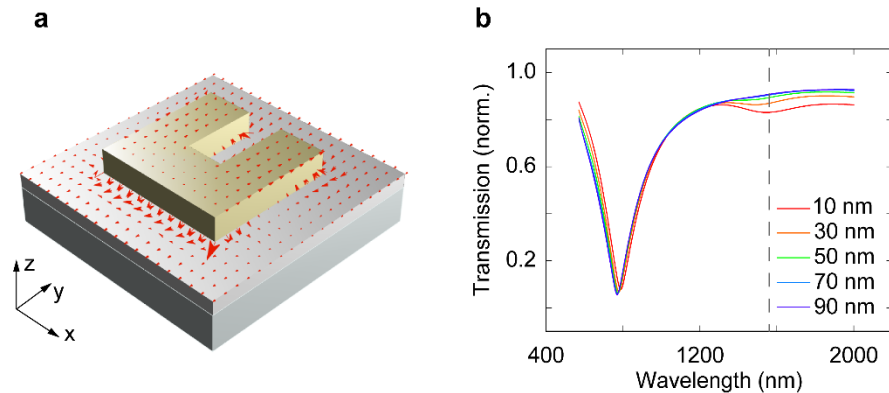 a
z
y
x
b
Transmission (norm.)
1.0
0.6
0.2
10 nm
30 nm
50 nm
70 nm
90 nm
400
1200
2000
Wavelength (nm)